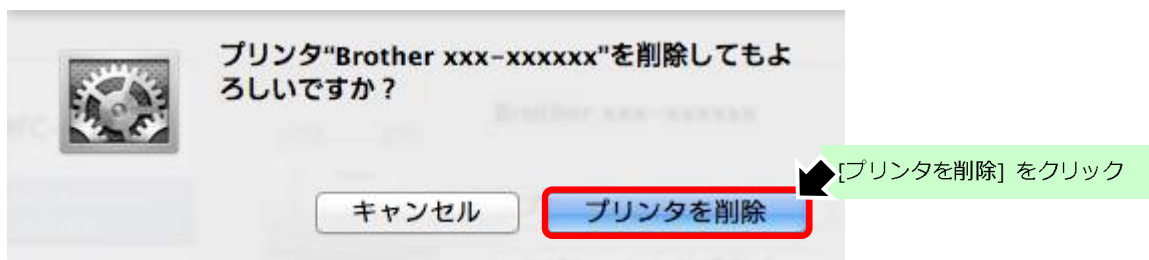 プリンタ“Brother xxx-xxxxxx"を削除してもよ
ろしいですか？
[プリンタを削除] をクリック
キャンセル
プリンタを削除